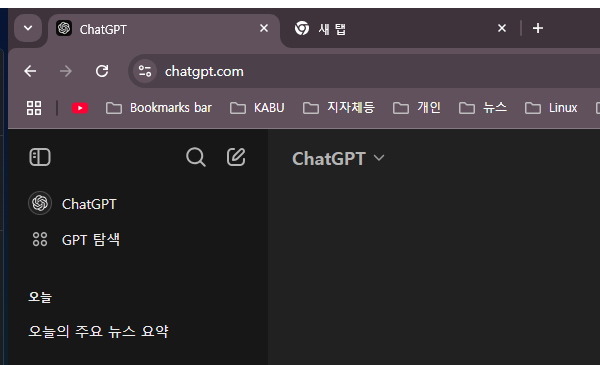 ChatGPT 새 탭
chatgpt.com
Bookmarks bar KABU 지자체등 개인 뉴스 Linux
ChatGPT
ChatGPT
GPT 탐색
오늘
오늘의 주요 뉴스 요약